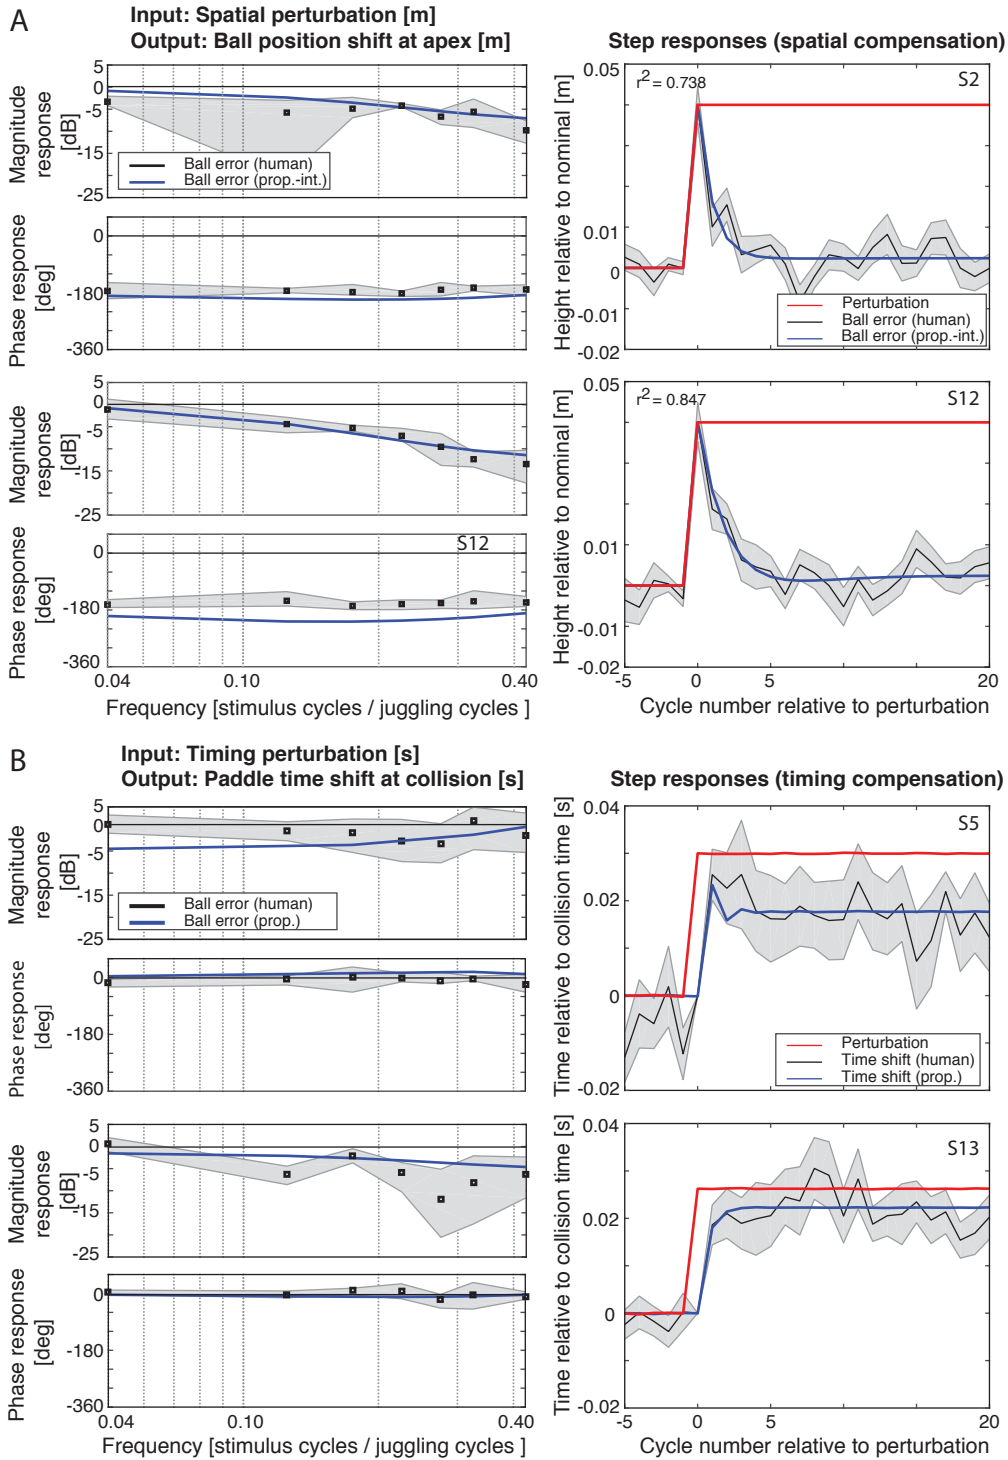 A
Input: Spatial perturbation [m]
Output: Ball position shift at apex [m]
Step responses (spatial compensation)
Magnitude response [dB]
5
0
-5
-15
-25
Ball error (human)
Ball error (prop.-int.)
Phase response [deg]
0
-180
-360
Height relative to nominal [m]
0.05
0.01
0
-0.01
-0.02
r2 = 0.738
S2
Perturbation
Ball error (human)
Ball error (prop.-int.)
Magnitude response [dB]
5
0
-5
-15
-25
Phase response [deg]
0
-180
-360
S12
0.04
0.10
0.40
Frequency [stimulus cycles / juggling cycles ]
Height relative to nominal [m]
0.05
0.01
0
-0.01
-0.02
r2 = 0.847
S12
-5
0
5
20
Cycle number relative to perturbation
B
Input: Timing perturbation [s]
Output: Paddle time shift at collision [s]
Step responses (timing compensation)
Magnitude response [dB]
5
0
-5
-15
-25
Ball error (human)
Ball error (prop.)
Phase response [deg]
0
-180
-360
Time relative to collision time [s]
0.04
0.02
0
-0.02
S5
Perturbation
Time shift (human)
Time shift (prop.)
Magnitude response [dB]
5
0
-5
-15
-25
Phase response [deg]
0
-180
-360
0.04
0.10
0.40
Frequency [stimulus cycles / juggling cycles ]
Time relative to collision time [s]
0.04
0.02
0
-0.02
S13
-5
0
5
20
Cycle number relative to perturbation